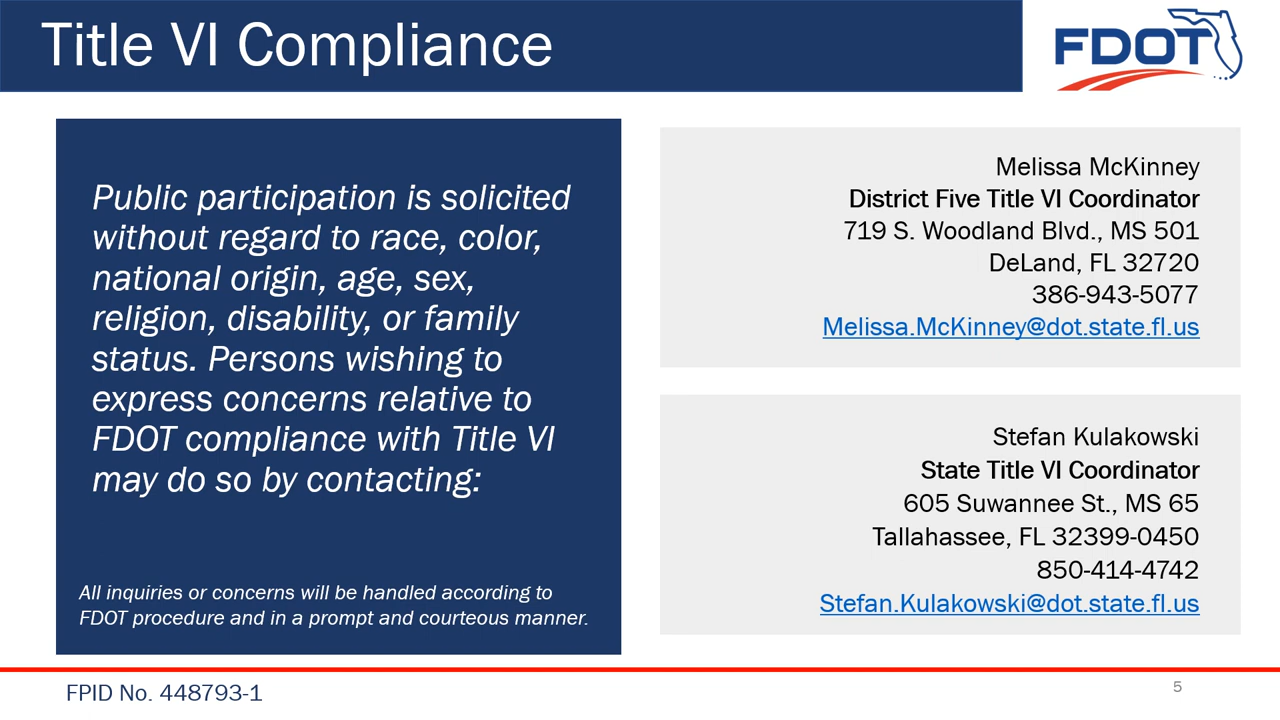 Title VI Compliance
FDOT
Public participation is solicited
without regard to race, color,
national origin, age, sex,
religion, disability, or family
status. Persons wishing to
express concerns relative to
FDOT compliance with Title VI
may do so by contacting:
All inquiries or concerns will be handled according to
FDOT procedure and in a prompt and courteous manner.
Melissa McKinney
District Five Title VI Coordinator
719 S. Woodland Blvd., MS 501
DeLand, FL 32720
386-943-5077
Melissa.McKinney@dot.state.fl.us
Stefan Kulakowski
State Title VI Coordinator
605 Suwannee St., MS 65
Tallahassee, FL 32399-0450
850-414-4742
Stefan.Kulakowski@dot.state.fl.us
FPID No. 448793-1
5